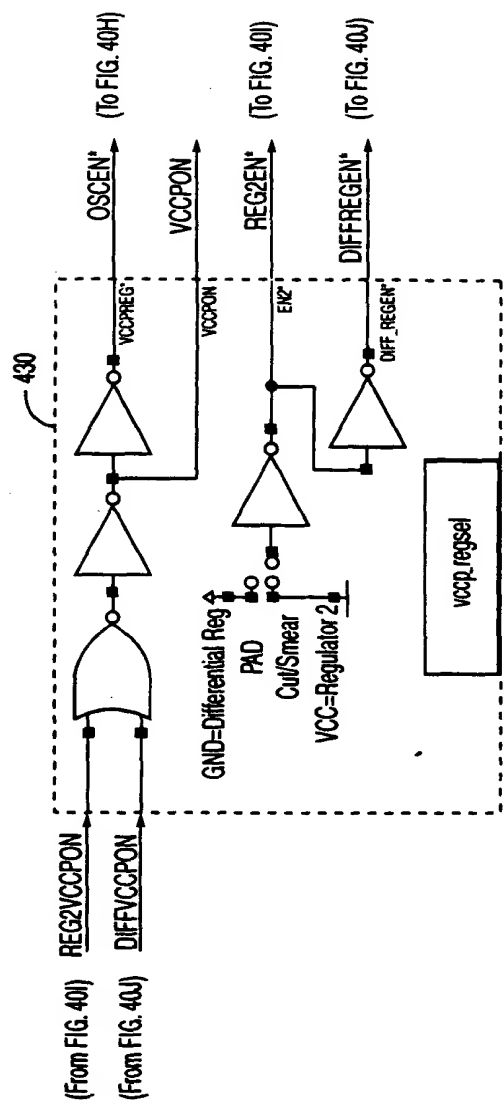 430
(From FIG. 40I)
REG2VCCPON
(From FIG. 40J)
DIFFVCCPON
VCCPREG*
OSCEN*
(To FIG. 40H)
VCCPON
VCCPON
GND=Differential Reg
PAD
Cut/Smear
VCC=Regulator 2
EN2*
REG2EN*
(To FIG. 40I)
DIFF_REGEN*
DIFFREGEN*
(To FIG. 40J)
vccp_regsel